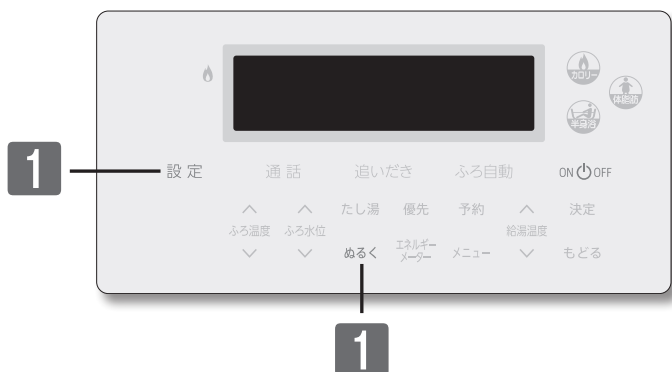 カロリー
体脂肪
半身浴
1
設定 通話 追いだき ふろ自動 ON OFF
たし湯 優先 予約 決定
ふろ温度 ふろ水位 給湯温度
ぬるく エネルギーメーター メニュー もどる
1